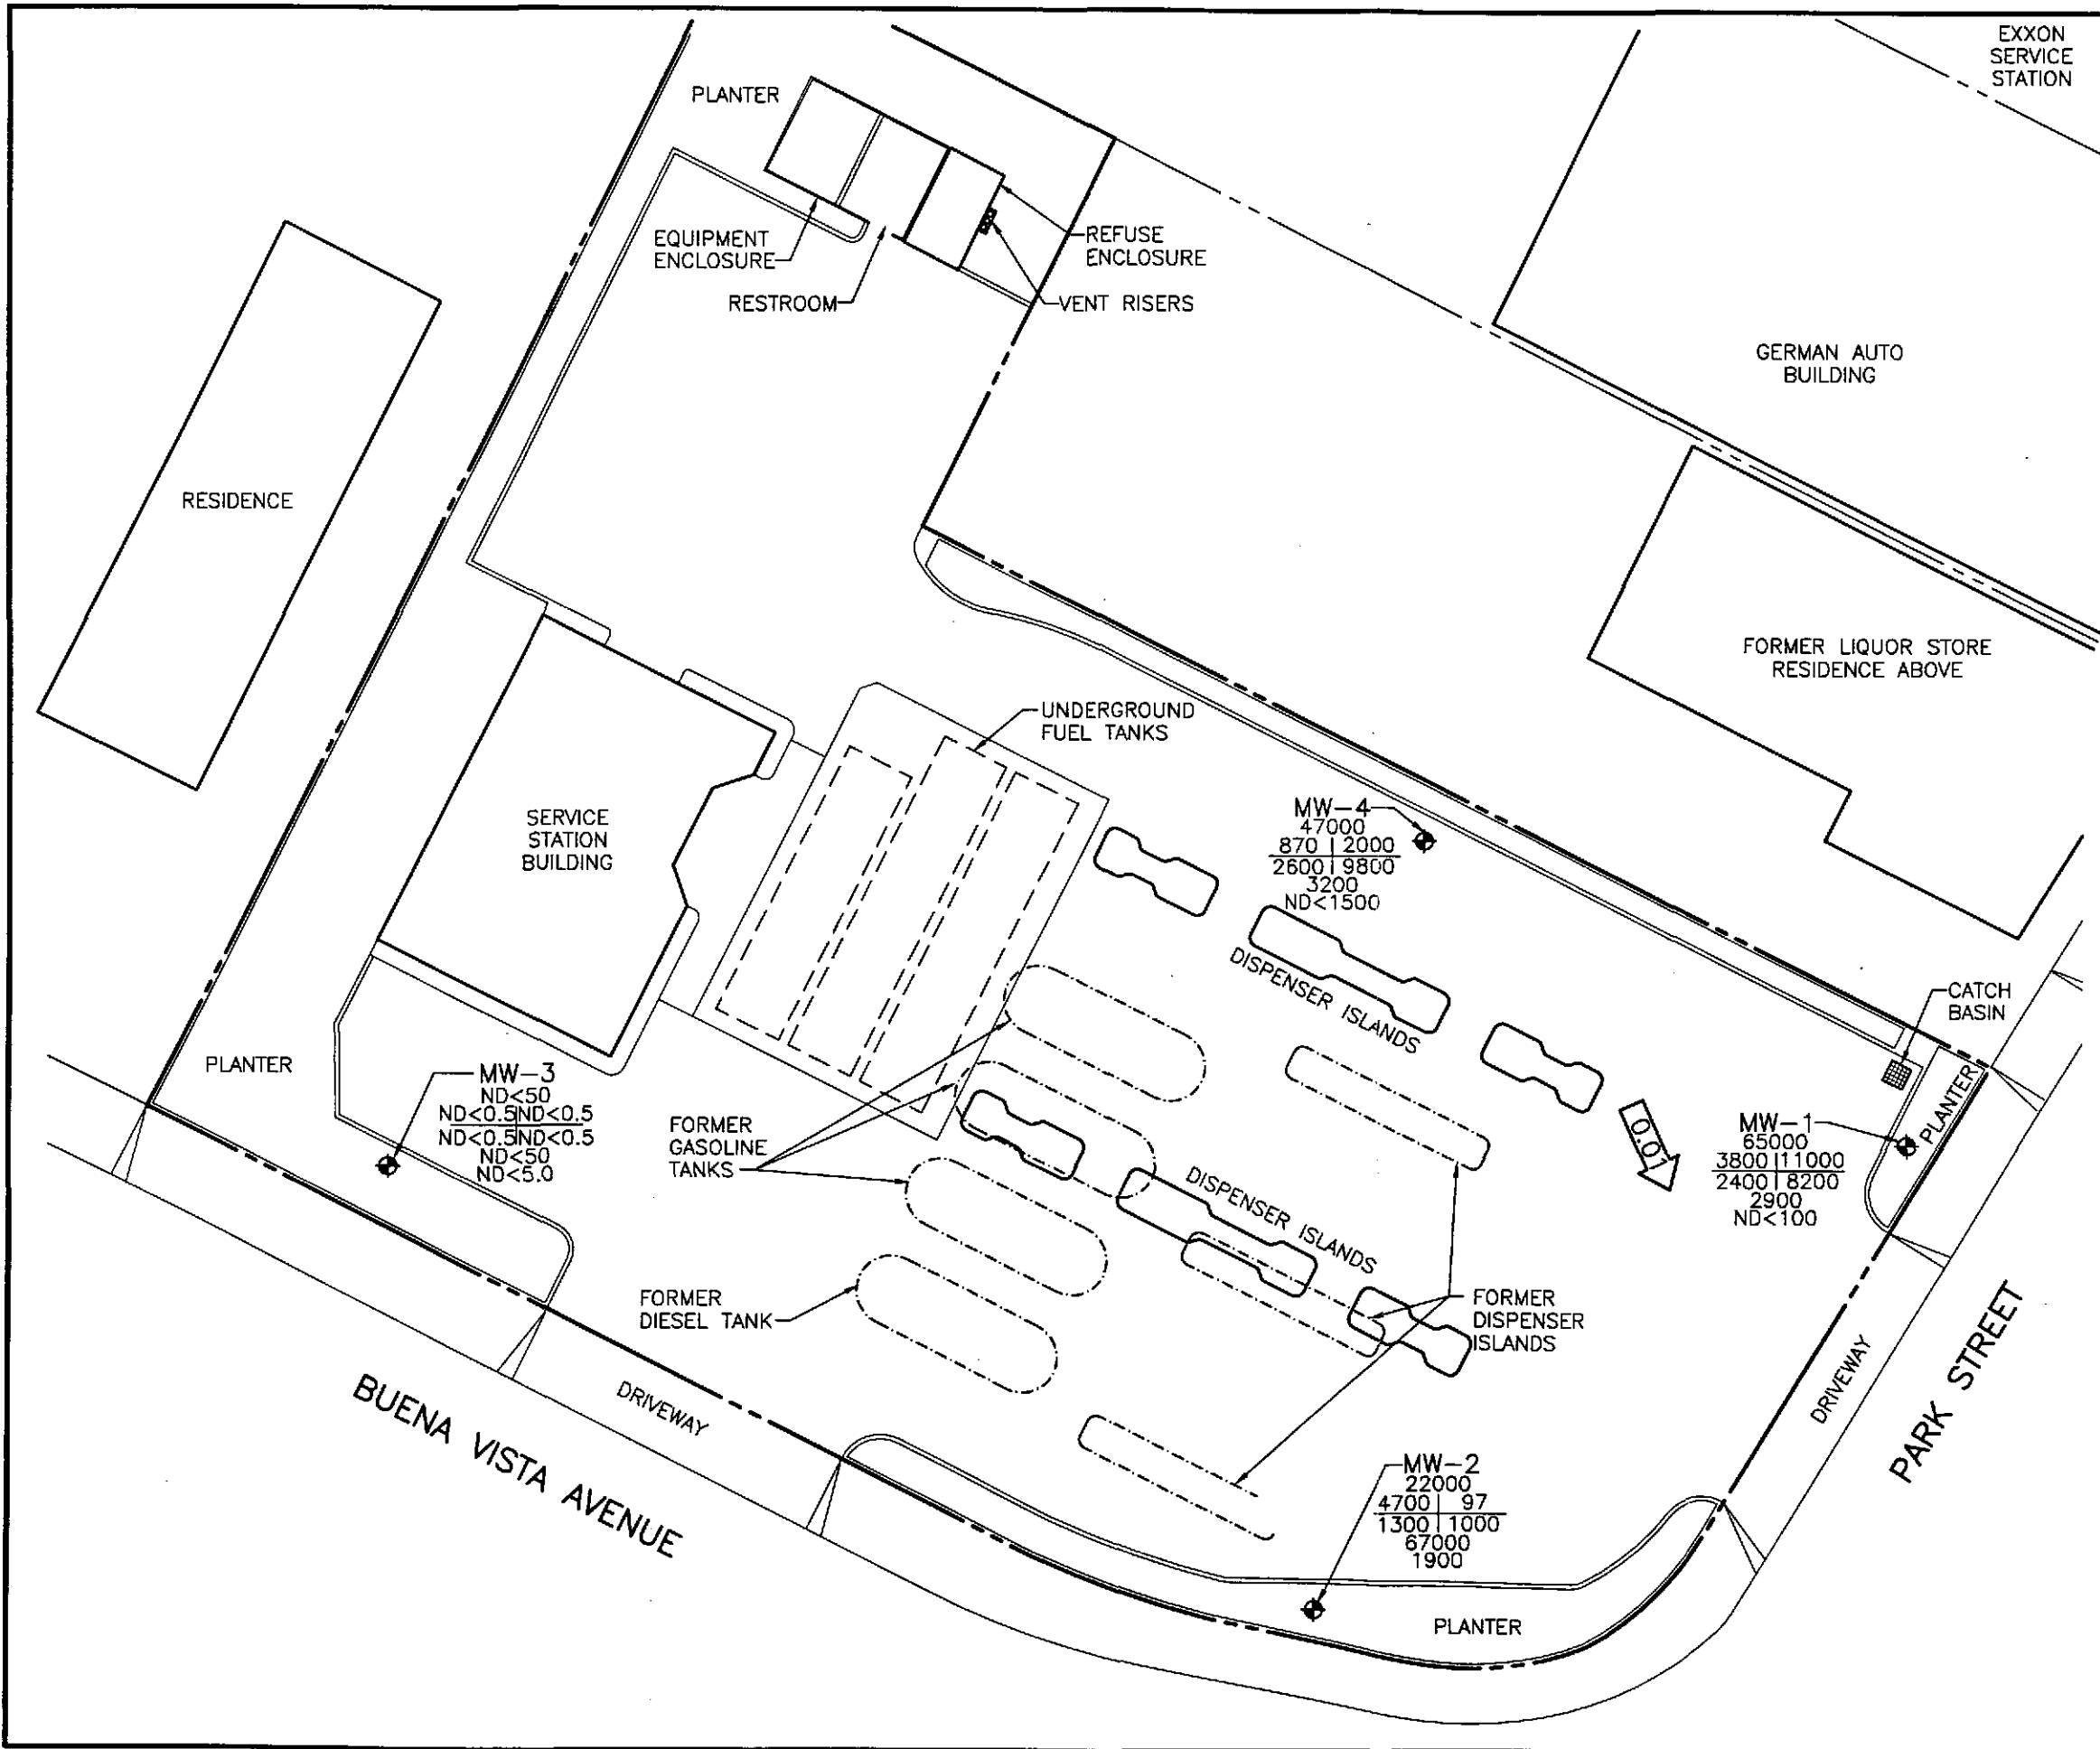 EXXON
SERVICE
STATION
PLANTER
EQUIPMENT
ENCLOSURE
RESTROOM
REFUSE
ENCLOSURE
VENT RISERS
GERMAN AUTO
BUILDING
RESIDENCE
FORMER LIQUOR STORE
RESIDENCE ABOVE
UNDERGROUND
FUEL TANKS
SERVICE
STATION
BUILDING
MW-4
47000
870 | 2000
2600 | 9800
3200
ND<1500
DISPENSER ISLANDS
CATCH
BASIN
PLANTER
PLANTER
MW-3
ND<50
ND<0.5|ND<0.5
ND<0.5|ND<0.5
ND<50
ND<5.0
FORMER
GASOLINE
TANKS
0.01
MW-1
65000
3800 | 11000
2400 | 8200
2900
ND<100
DISPENSER ISLANDS
FORMER
DIESEL TANK
FORMER
DISPENSER
ISLANDS
DRIVEWAY
DRIVEWAY
PARK STREET
BUENA VISTA AVENUE
MW-2
22000
4700 | 97
1300 | 1000
67000
1900
PLANTER